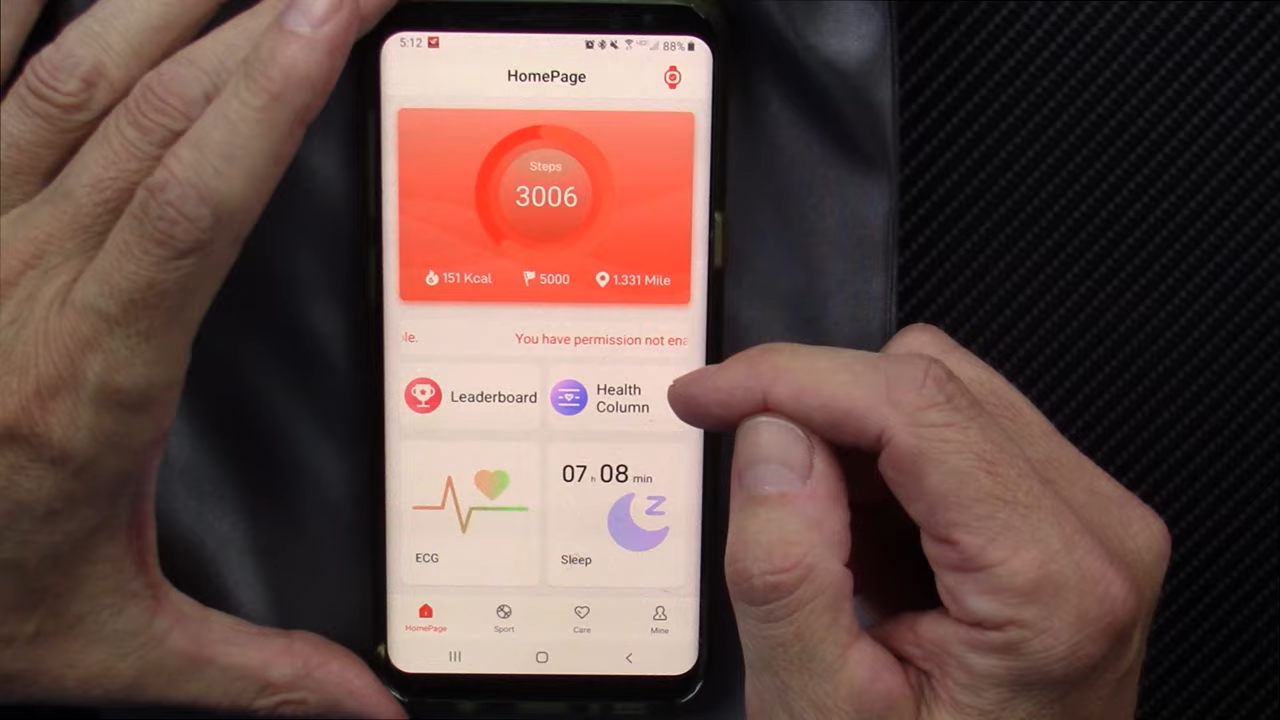 5:12 88%
HomePage
Steps
3006
151 Kcal 5000 1.331 Mile
le. You have permission not ena
Leaderboard
Health
Column
07 h 08 min
Z
ECG
Sleep
HomePage Sport Care Mine